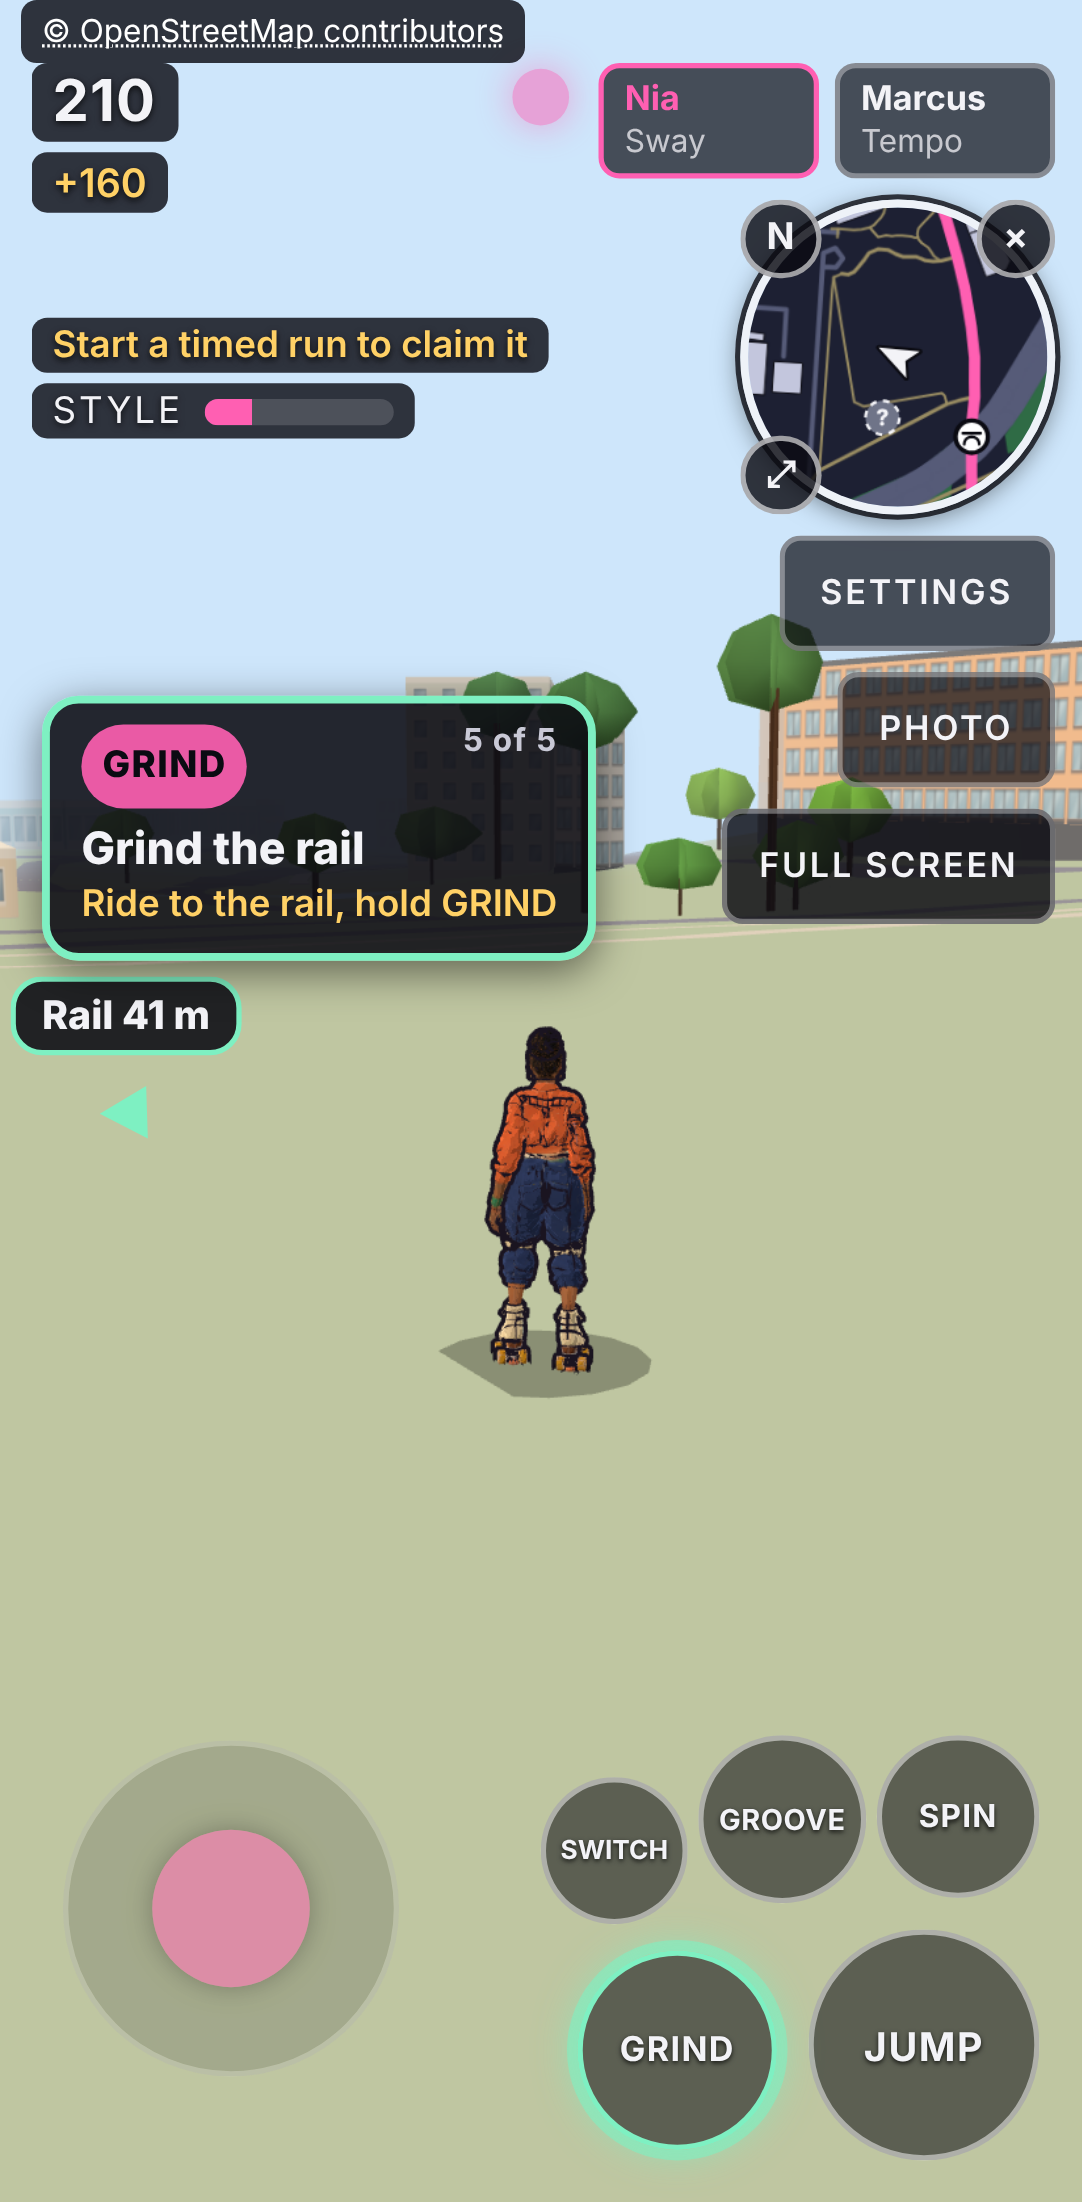 © OpenStreetMap contributors
210
+160
Nia
Sway
Marcus
Tempo
N
×
?
Start a timed run to claim it
STYLE
SETTINGS
PHOTO
FULL SCREEN
GRIND
5 of 5
Grind the rail
Ride to the rail, hold GRIND
Rail 41 m
SWITCH
GROOVE
SPIN
GRIND
JUMP